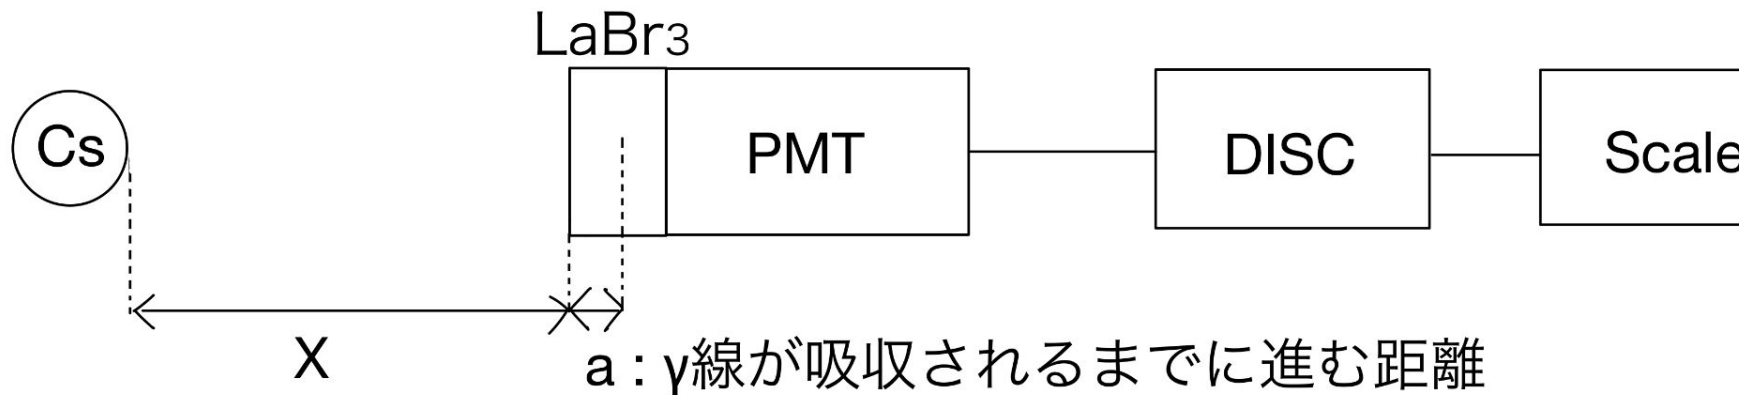 LaBr3
Cs
PMT
DISC
Scale
X
a : γ線が吸収されるまでに進む距離